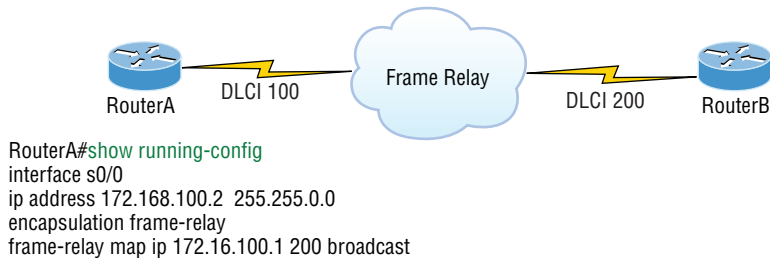 Frame Relay
RouterA
DLCI 100
DLCI 200
RouterB
RouterA#show running-config
interface s0/0
ip address 172.168.100.2 255.255.0.0
encapsulation frame-relay
frame-relay map ip 172.16.100.1 200 broadcast